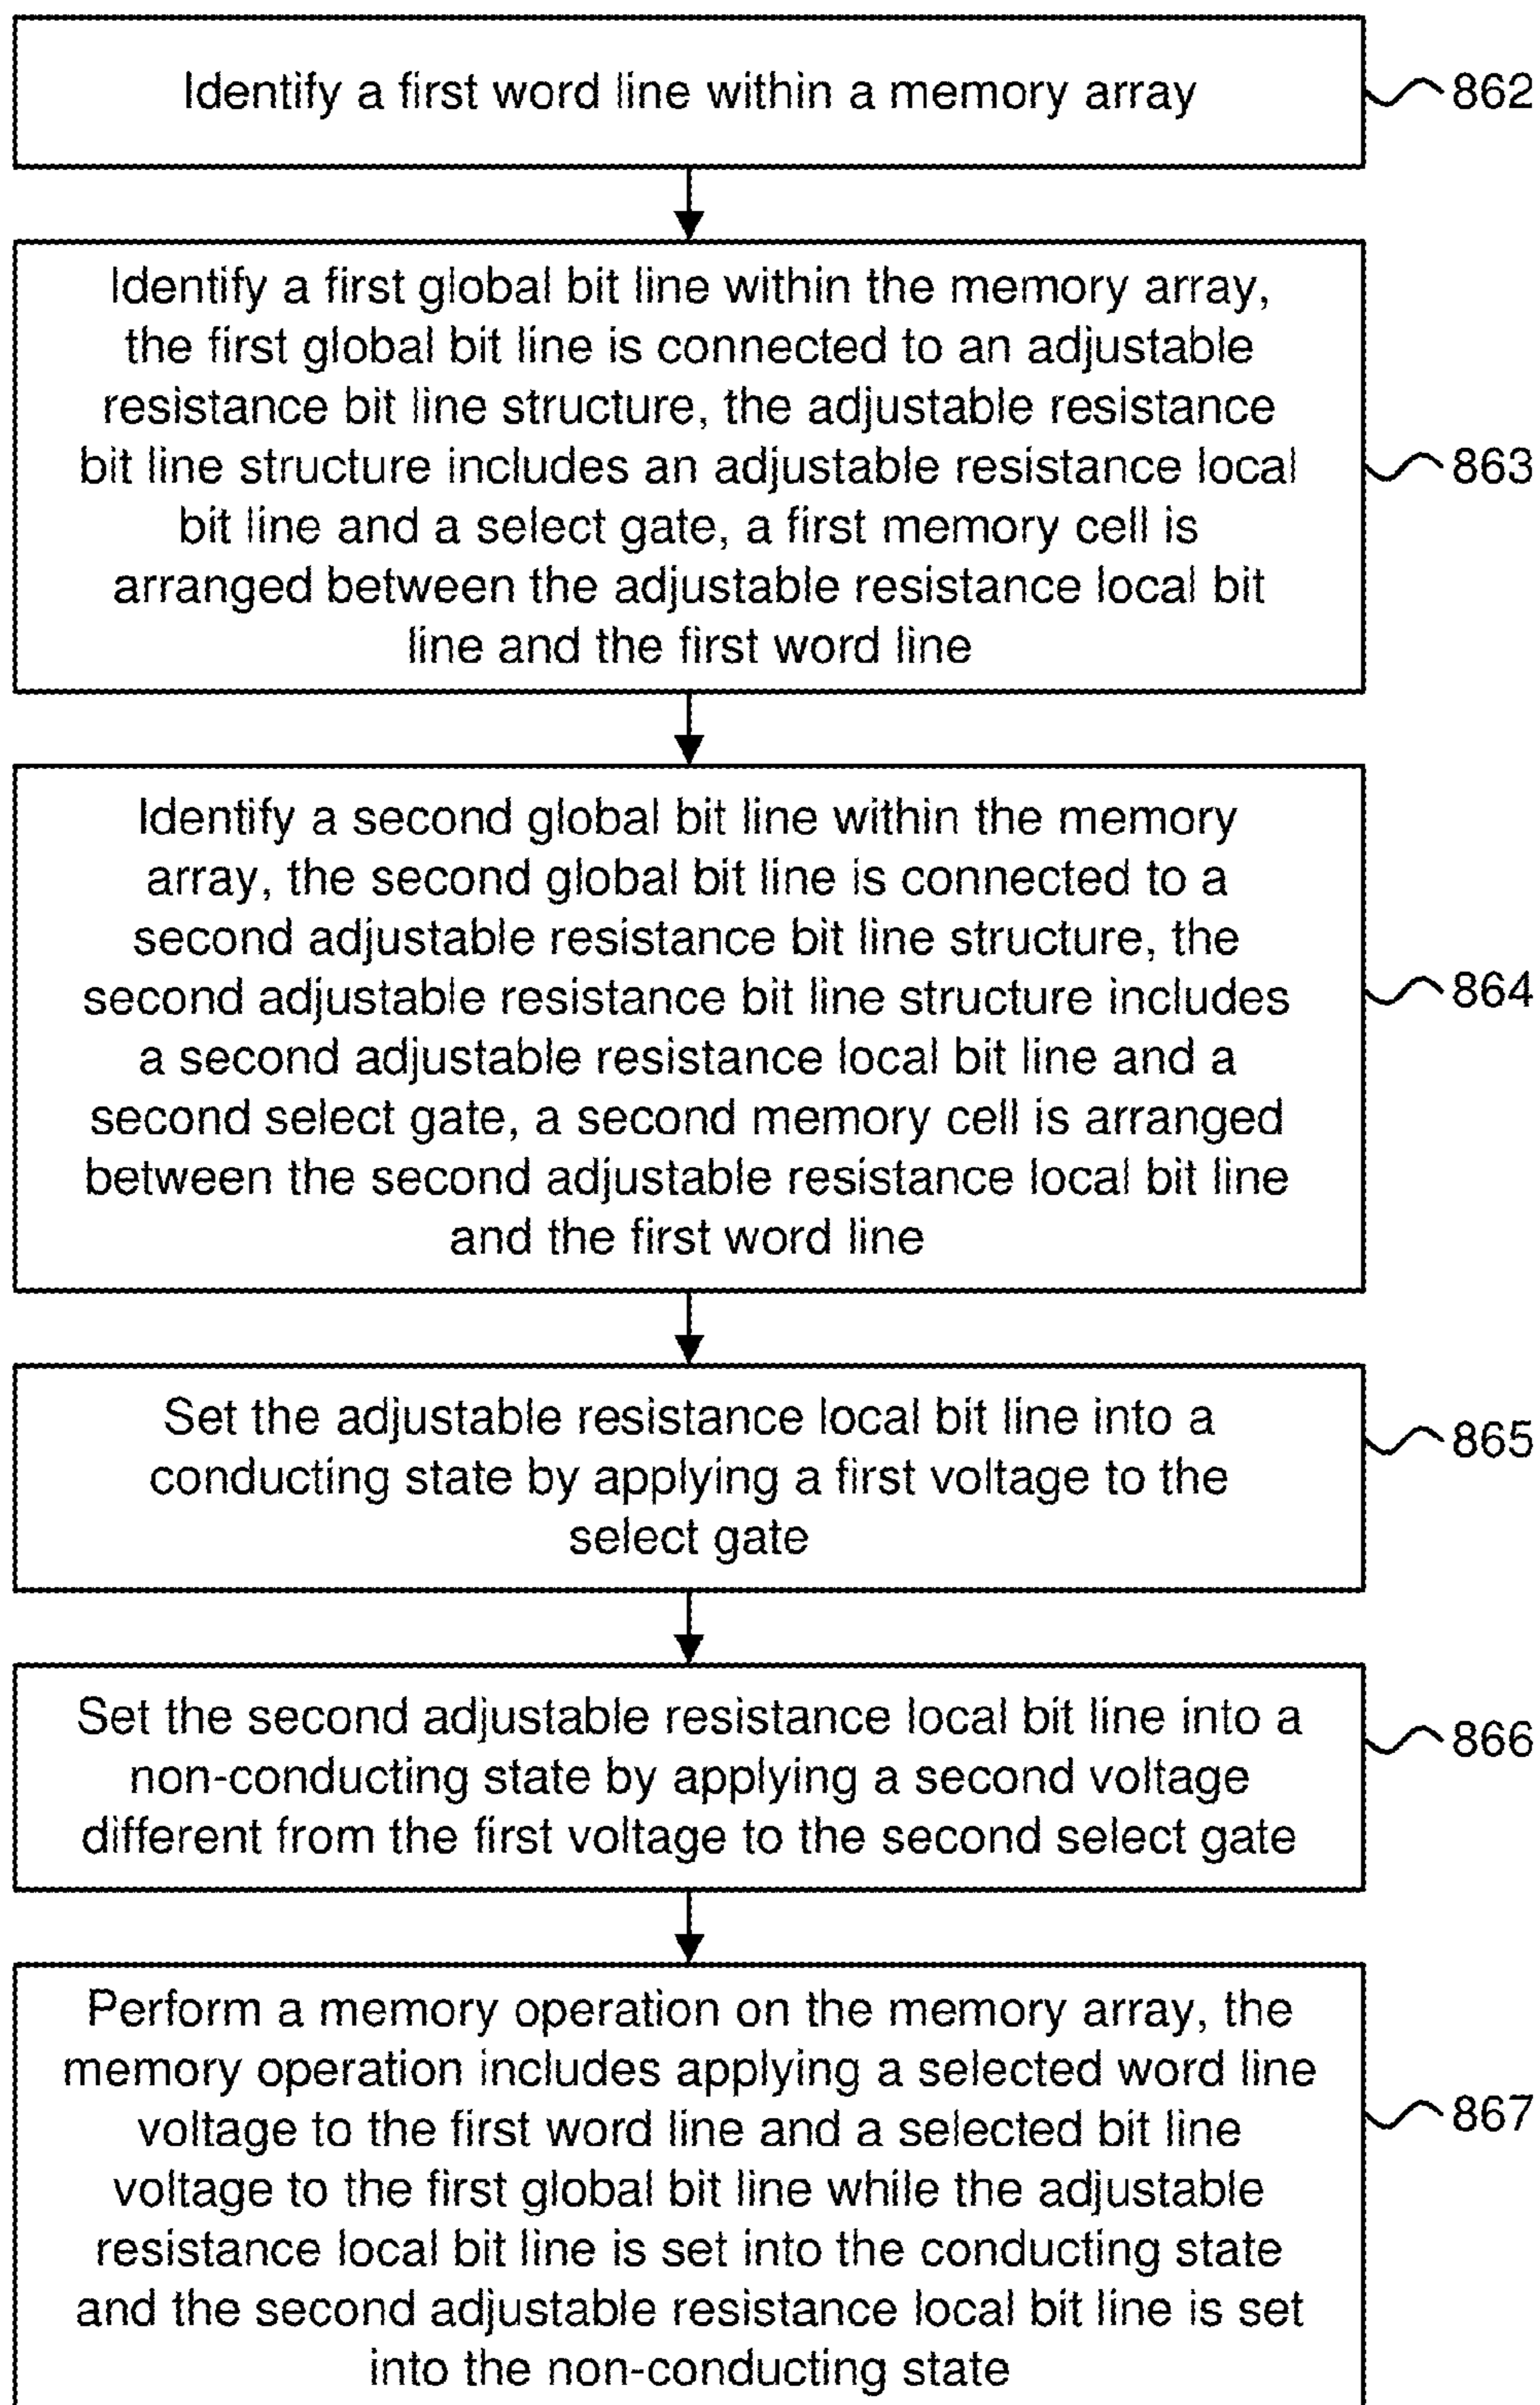 Identify a first word line within a memory array
862
Identify a first global bit line within the memory array,
the first global bit line is connected to an adjustable
resistance bit line structure, the adjustable resistance
bit line structure includes an adjustable resistance local
bit line and a select gate, a first memory cell is
arranged between the adjustable resistance local bit
line and the first word line
863
Identify a second global bit line within the memory
array, the second global bit line is connected to a
second adjustable resistance bit line structure, the
second adjustable resistance bit line structure includes
a second adjustable resistance local bit line and a
second select gate, a second memory cell is arranged
between the second adjustable resistance local bit line
and the first word line
864
Set the adjustable resistance local bit line into a
conducting state by applying a first voltage to the
select gate
865
Set the second adjustable resistance local bit line into a
non-conducting state by applying a second voltage
different from the first voltage to the second select gate
866
Perform a memory operation on the memory array, the
memory operation includes applying a selected word line
voltage to the first word line and a selected bit line
voltage to the first global bit line while the adjustable
resistance local bit line is set into the conducting state
and the second adjustable resistance local bit line is set
into the non-conducting state
867